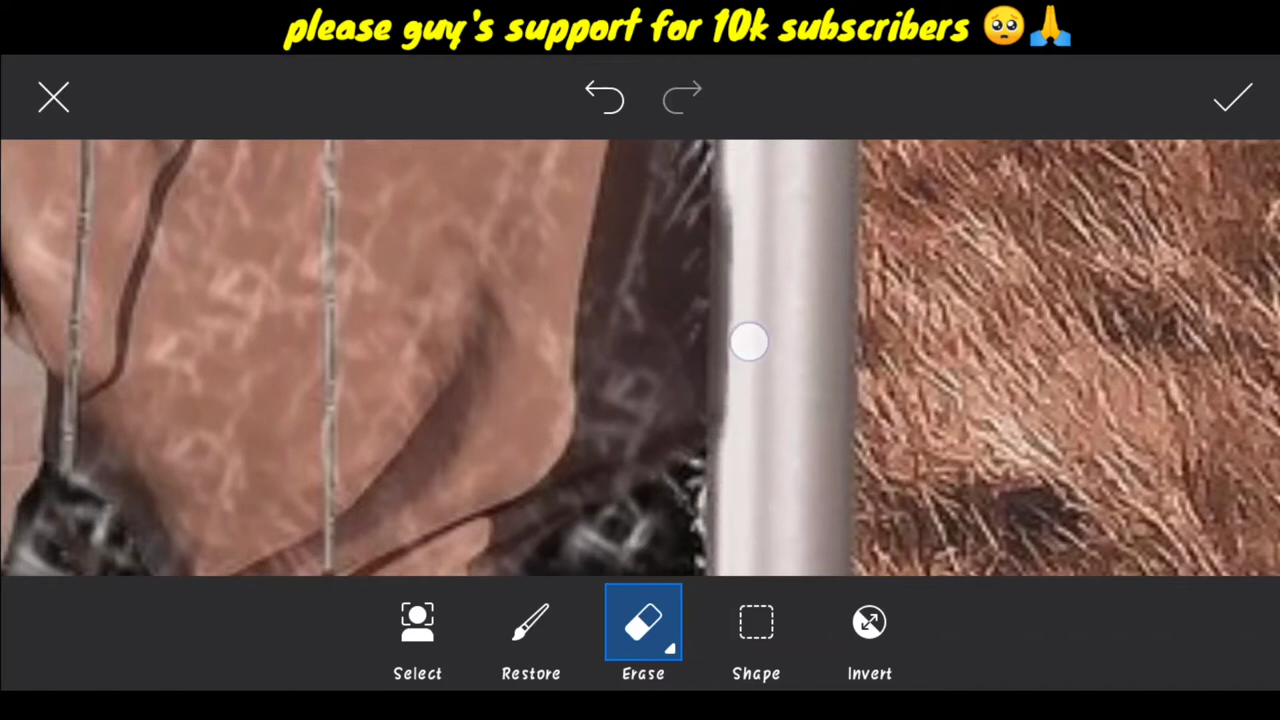 please guy's support for 10k subscribers 🥺🙏
Select
Restore
Erase
Shape
Invert